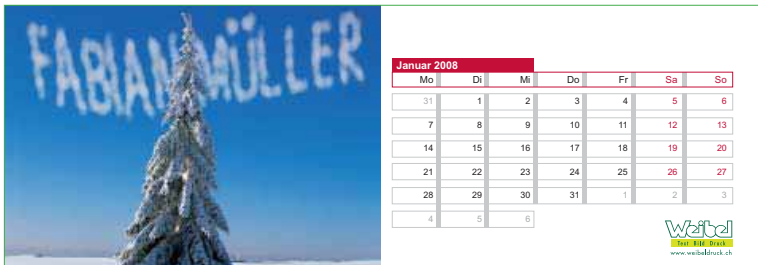 FABIAN MÜLLER
Januar 2008
Mo Di Mi Do Fr Sa So
31 1 2 3 4 5 6
7 8 9 10 11 12 13
14 15 16 17 18 19 20
21 22 23 24 25 26 27
28 29 30 31 1 2 3
4 5 6
Weibel
Text Bild Druck
www.weibeldruck.ch